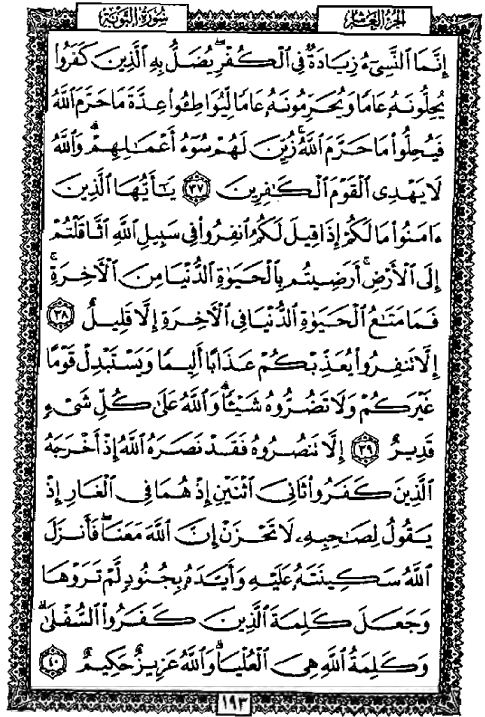 الجزء العاشر
سورة التوبة
إِنَّمَا ٱلنَّسِىٓءُ زِيَادَةٌ فِى ٱلْكُفْرِ ۖ يُضَلُّ بِهِ ٱلَّذِينَ كَفَرُوا۟
يُحِلُّونَهُۥ عَامًا وَيُحَرِّمُونَهُۥ عَامًا لِّيُوَاطِـُٔوا۟ عِدَّةَ مَا حَرَّمَ ٱللَّهُ
فَيُحِلُّوا۟ مَا حَرَّمَ ٱللَّهُ ۚ زُيِّنَ لَهُمْ سُوٓءُ أَعْمَٰلِهِمْ ۗ وَٱللَّهُ
لَا يَهْدِى ٱلْقَوْمَ ٱلْكَٰفِرِينَ ٣٧ يَٰٓأَيُّهَا ٱلَّذِينَ
ءَامَنُوا۟ مَا لَكُمْ إِذَا قِيلَ لَكُمُ ٱنفِرُوا۟ فِى سَبِيلِ ٱللَّهِ ٱثَّاقَلْتُمْ
إِلَى ٱلْأَرْضِ ۚ أَرَضِيتُم بِٱلْحَيَوٰةِ ٱلدُّنْيَا مِنَ ٱلْءَاخِرَةِ ۚ
فَمَا مَتَٰعُ ٱلْحَيَوٰةِ ٱلدُّنْيَا فِى ٱلْءَاخِرَةِ إِلَّا قَلِيلٌ ٣٨
إِلَّا تَنفِرُوا۟ يُعَذِّبْكُمْ عَذَابًا أَلِيمًا وَيَسْتَبْدِلْ قَوْمًا
غَيْرَكُمْ وَلَا تَضُرُّوهُ شَيْـًٔا ۗ وَٱللَّهُ عَلَىٰ كُلِّ شَىْءٍ
قَدِيرٌ ٣٩ إِلَّا تَنصُرُوهُ فَقَدْ نَصَرَهُ ٱللَّهُ إِذْ أَخْرَجَهُ
ٱلَّذِينَ كَفَرُوا۟ ثَانِىَ ٱثْنَيْنِ إِذْ هُمَا فِى ٱلْغَارِ إِذْ
يَقُولُ لِصَٰحِبِهِۦ لَا تَحْزَنْ إِنَّ ٱللَّهَ مَعَنَا ۖ فَأَنزَلَ
ٱللَّهُ سَكِينَتَهُۥ عَلَيْهِ وَأَيَّدَهُۥ بِجُنُودٍ لَّمْ تَرَوْهَا
وَجَعَلَ كَلِمَةَ ٱلَّذِينَ كَفَرُوا۟ ٱلسُّفْلَىٰ ۗ
وَكَلِمَةُ ٱللَّهِ هِىَ ٱلْعُلْيَا ۗ وَٱللَّهُ عَزِيزٌ حَكِيمٌ ٤٠
١٩٣